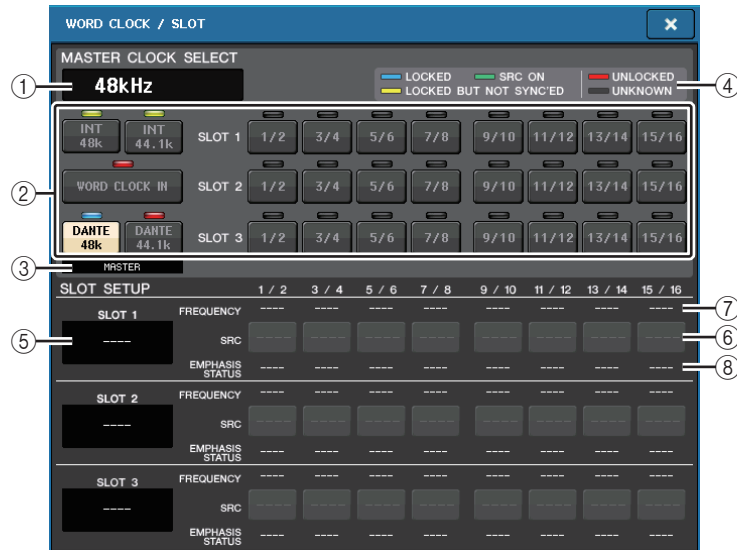 WORD CLOCK / SLOT
MASTER CLOCK SELECT
① 48kHz
LOCKED SRC ON UNLOCKED ④
LOCKED BUT NOT SYNC'ED UNKNOWN
INT 48k INT 44.1k SLOT 1 1/2 3/4 5/6 7/8 9/10 11/12 13/14 15/16
② WORD CLOCK IN SLOT 2 1/2 3/4 5/6 7/8 9/10 11/12 13/14 15/16
DANTE 48k DANTE 44.1k SLOT 3 1/2 3/4 5/6 7/8 9/10 11/12 13/14 15/16
③ MASTER
SLOT SETUP 1 / 2 3 / 4 5 / 6 7 / 8 9 / 10 11 / 12 13 / 14 15 / 16
SLOT 1 FREQUENCY ---- ---- ---- ---- ---- ---- ---- ---- ⑦
⑤ ---- SRC ---- ---- ---- ---- ---- ---- ---- ---- ⑥
EMPHASIS STATUS ---- ---- ---- ---- ---- ---- ---- ---- ⑧
SLOT 2 FREQUENCY ---- ---- ---- ---- ---- ---- ---- ----
---- SRC ---- ---- ---- ---- ---- ---- ---- ----
EMPHASIS STATUS ---- ---- ---- ---- ---- ---- ---- ----
SLOT 3 FREQUENCY ---- ---- ---- ---- ---- ---- ---- ----
---- SRC ---- ---- ---- ---- ---- ---- ---- ----
EMPHASIS STATUS ---- ---- ---- ---- ---- ---- ---- ----